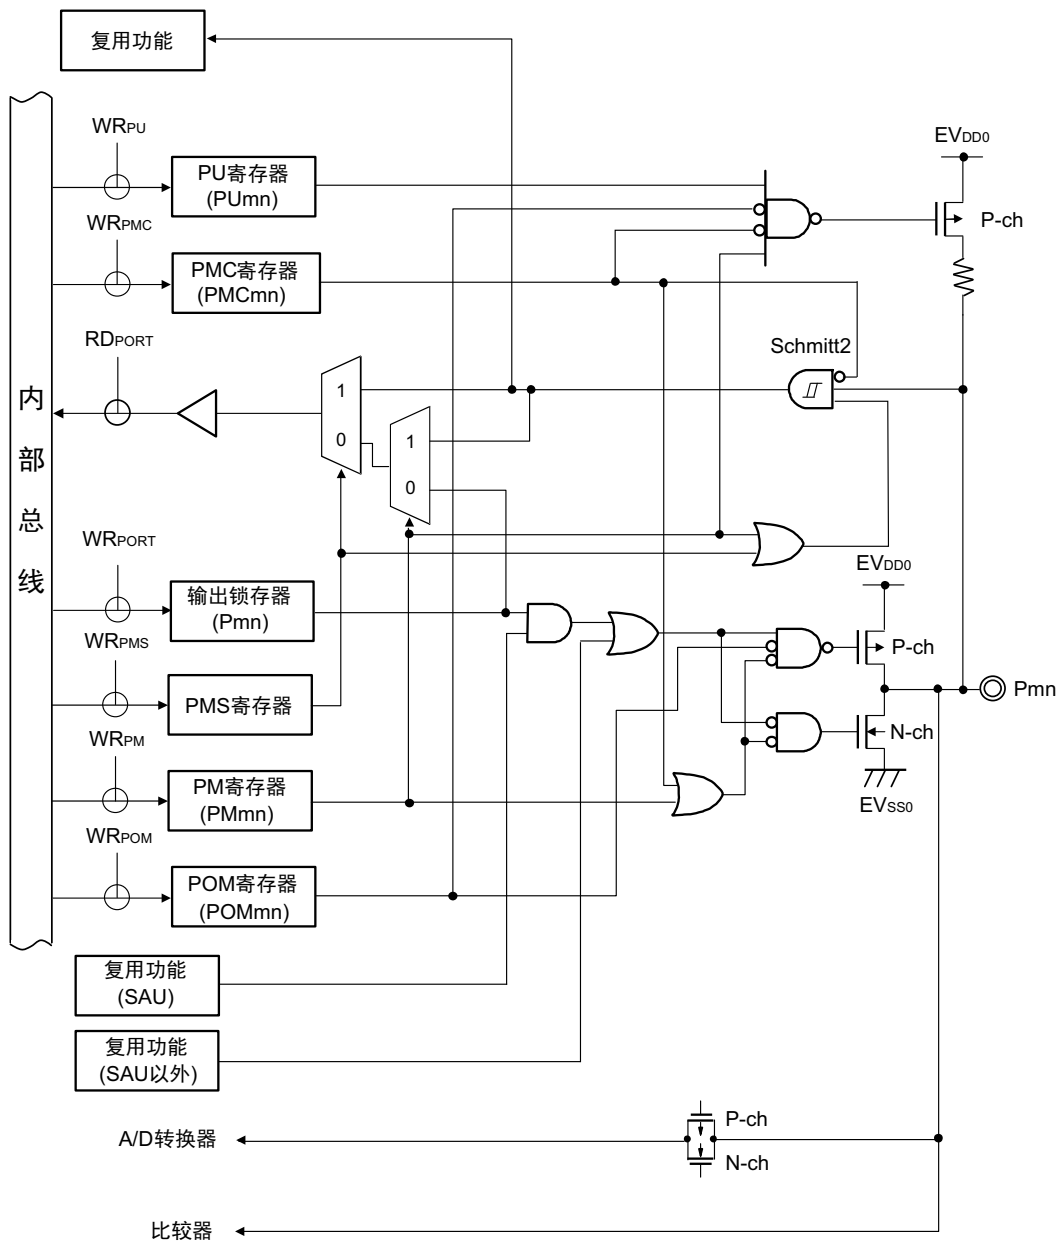 复用功能
WRPU
PU寄存器
(PUmn)
EVDD0
P-ch
WRPMC
PMC寄存器
(PMCmn)
RDPORT
Schmitt2
1
0
1
0
内
部
总
线
WRPORT
输出锁存器
(Pmn)
EVDD0
P-ch
WRPMS
PMS寄存器
Pmn
N-ch
WRPM
PM寄存器
(PMmn)
EVSS0
WRPOM
POM寄存器
(POMmn)
复用功能
(SAU)
复用功能
(SAU以外)
P-ch
A/D转换器
N-ch
比较器